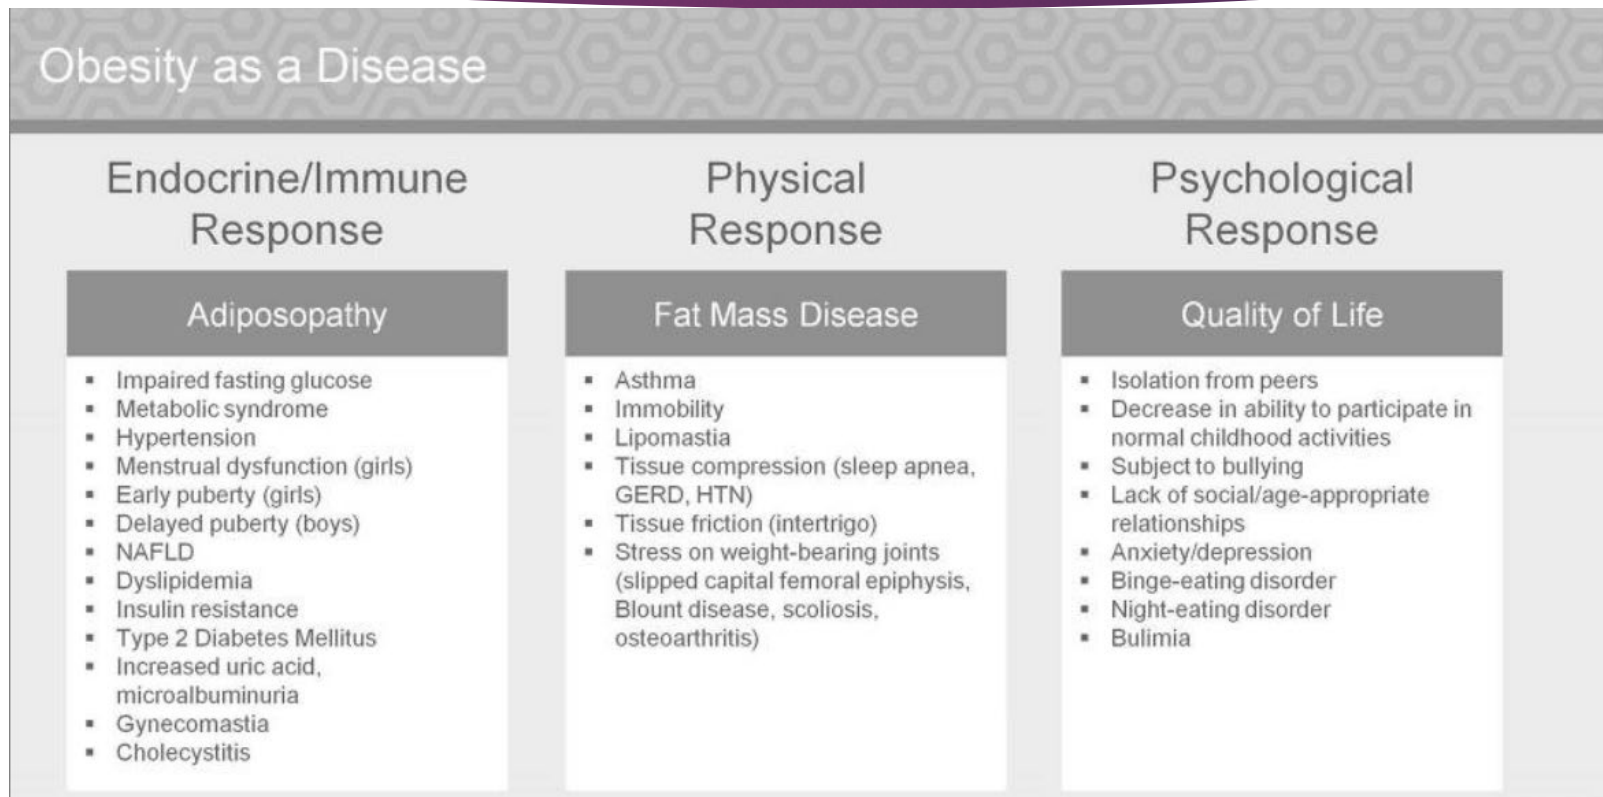 Obesity as a Disease
Endocrine/Immune
Response
Adiposopathy
▪ Impaired fasting glucose
▪ Metabolic syndrome
▪ Hypertension
▪ Menstrual dysfunction (girls)
▪ Early puberty (girls)
▪ Delayed puberty (boys)
▪ NAFLD
▪ Dyslipidemia
▪ Insulin resistance
▪ Type 2 Diabetes Mellitus
▪ Increased uric acid,
microalbuminuria
▪ Gynecomastia
▪ Cholecystitis
Physical
Response
Fat Mass Disease
▪ Asthma
▪ Immobility
▪ Lipomastia
▪ Tissue compression (sleep apnea,
GERD, HTN)
▪ Tissue friction (intertrigo)
▪ Stress on weight-bearing joints
(slipped capital femoral epiphysis,
Blount disease, scoliosis,
osteoarthritis)
Psychological
Response
Quality of Life
▪ Isolation from peers
▪ Decrease in ability to participate in
normal childhood activities
▪ Subject to bullying
▪ Lack of social/age-appropriate
relationships
▪ Anxiety/depression
▪ Binge-eating disorder
▪ Night-eating disorder
▪ Bulimia